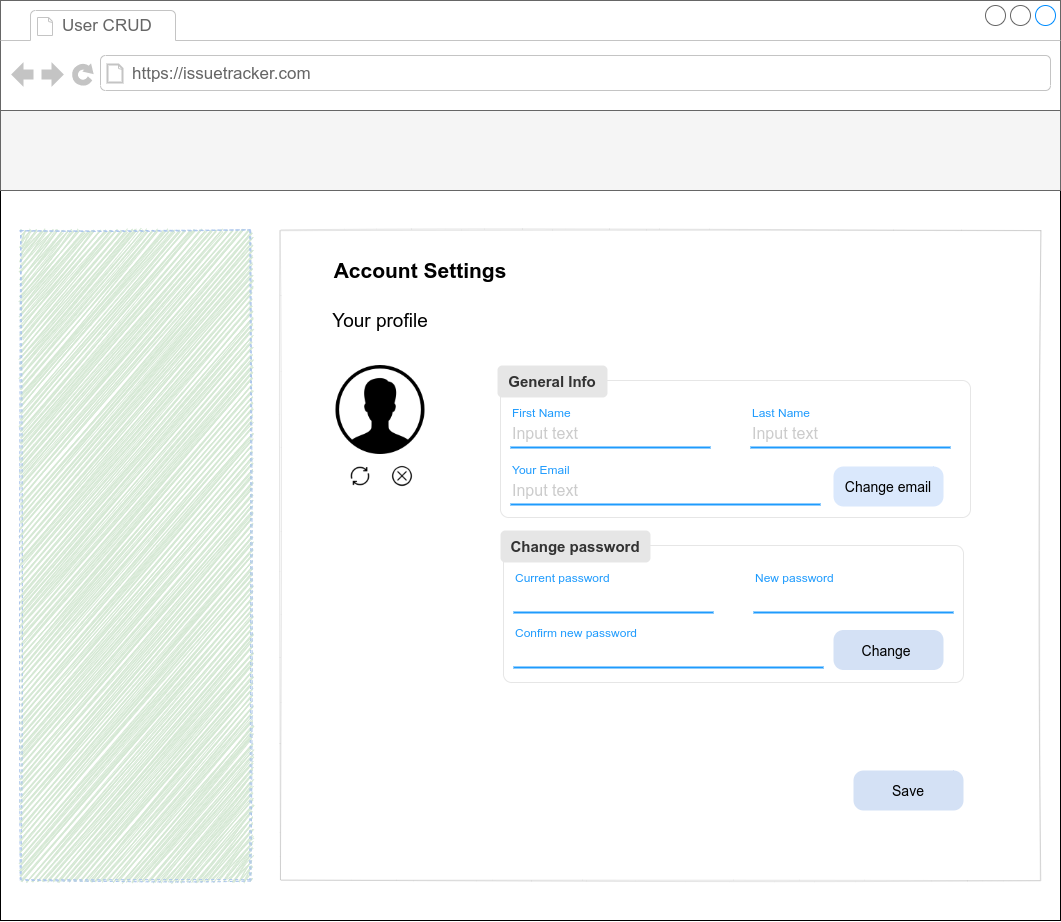 User CRUD
https://issuetracker.com
Account Settings
Your profile
General Info
First Name
Last Name
Input text
Input text
Your Email
Input text
Change email
Change password
Current password
New password
Confirm new password
Change
Save